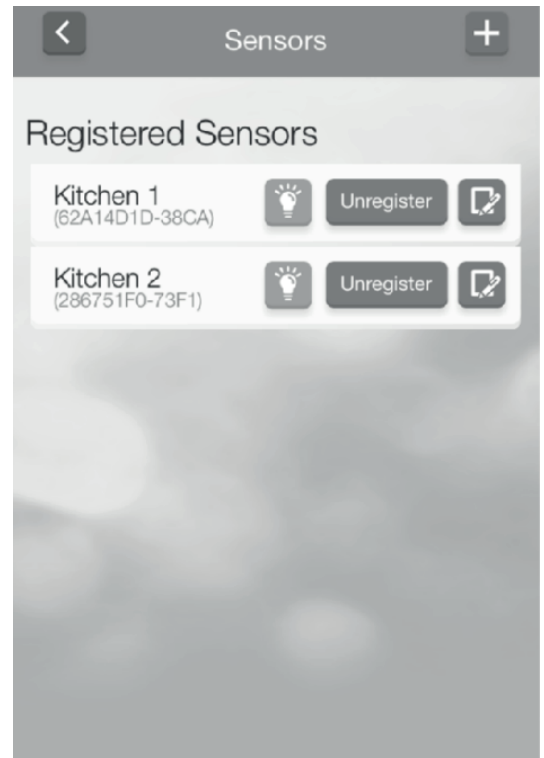 Sensors
Registered Sensors
Kitchen 1
(62A14D1D-38CA)
Unregister
Kitchen 2
(286751F0-73F1)
Unregister